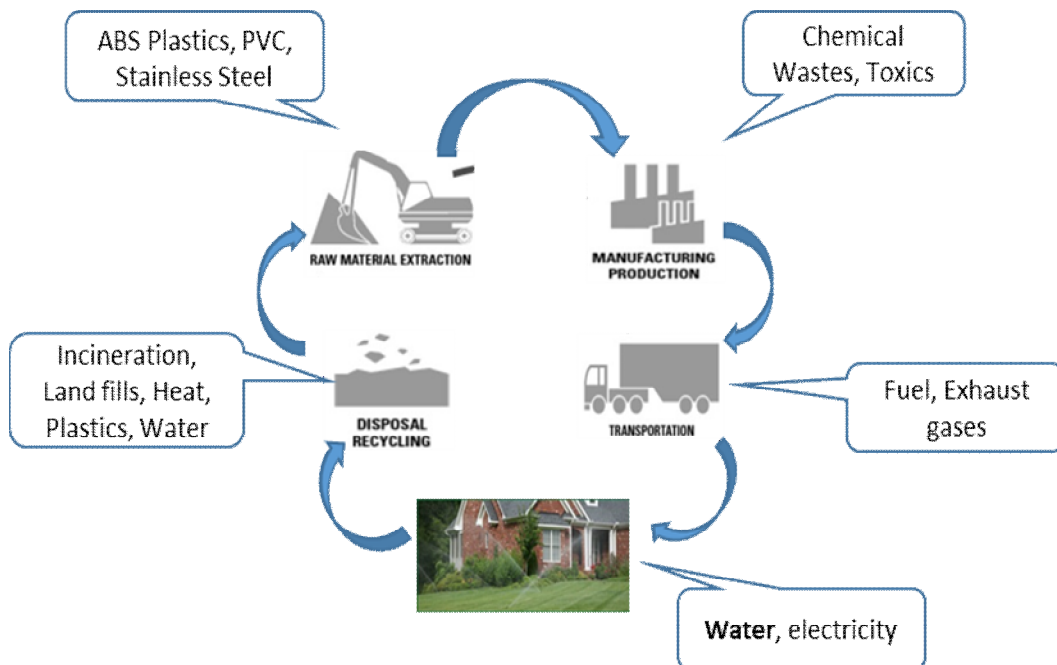 ABS Plastics, PVC,
Stainless Steel
Chemical
Wastes, Toxics
RAW MATERIAL EXTRACTION
MANUFACTURING
PRODUCTION
Incineration,
Land fills, Heat,
Plastics, Water
DISPOSAL
RECYCLING
TRANSPORTATION
Fuel, Exhaust
gases
Water, electricity